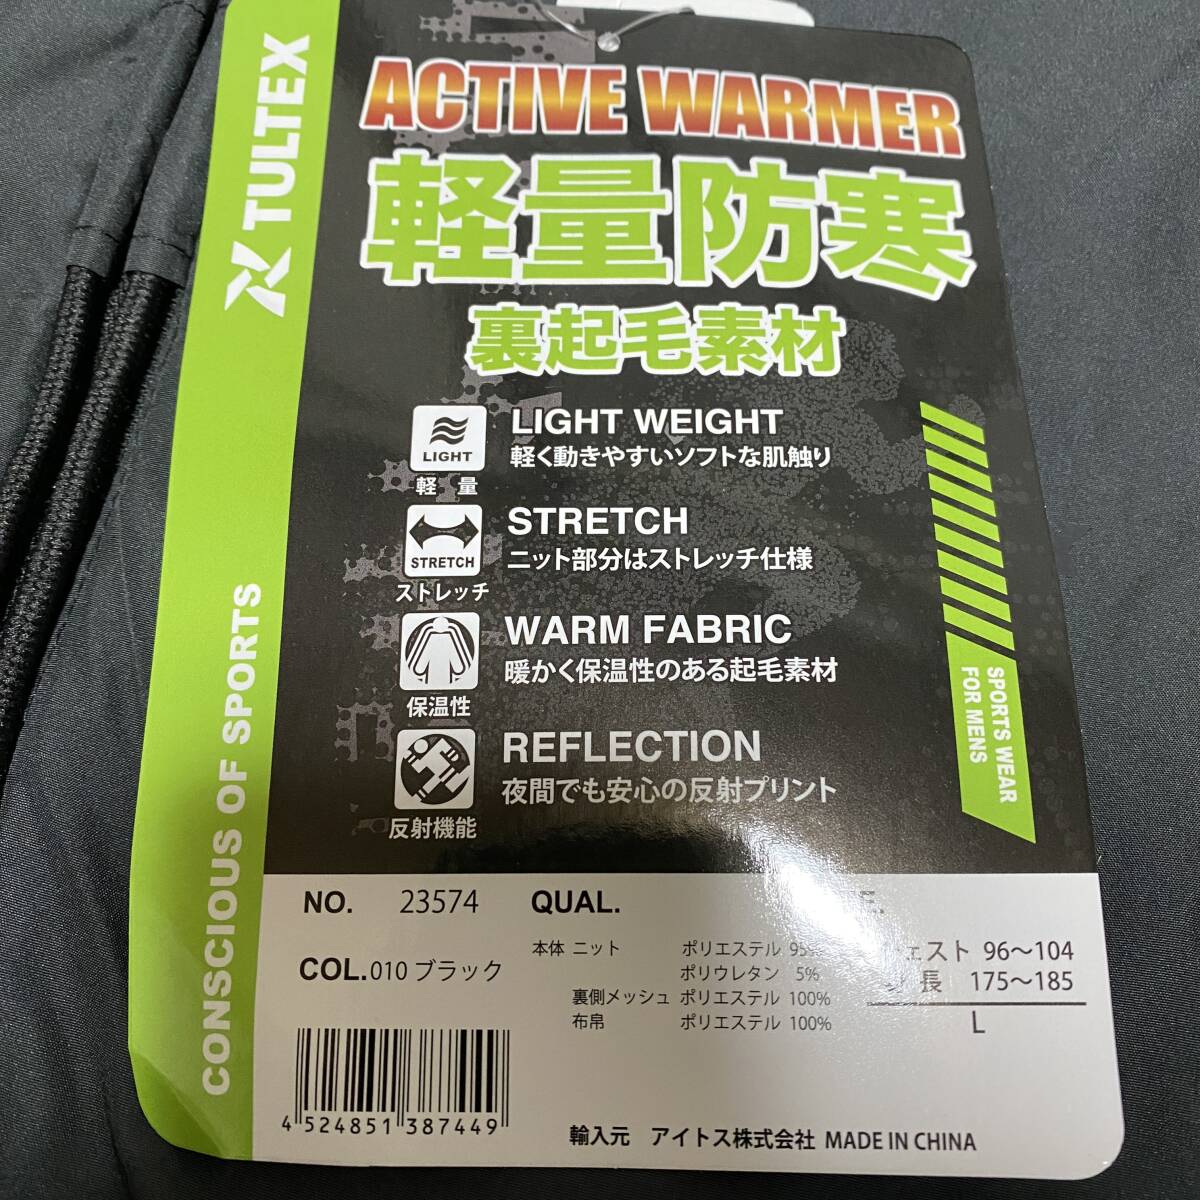 TULTEX
CONSCIOUS OF SPORTS
ACTIVE WARMER
軽量防寒
裏起毛素材
LIGHT
軽 量
LIGHT WEIGHT
軽く動きやすいソフトな肌触り
STRETCH
ストレッチ
STRETCH
ニット部分はストレッチ仕様
保温性
WARM FABRIC
暖かく保温性のある起毛素材
反射機能
REFLECTION
夜間でも安心の反射プリント
SPORTS WEAR
FOR MENS
NO. 23574
COL.010 ブラック
4 524851 387449
QUAL.
本体 ニット ポリエステル 95%
ポリウレタン 5%
裏側メッシュ ポリエステル 100%
布帛 ポリエステル 100%
ェスト 96～104
長 175～185
L
輸入元 アイトス株式会社 MADE IN CHINA